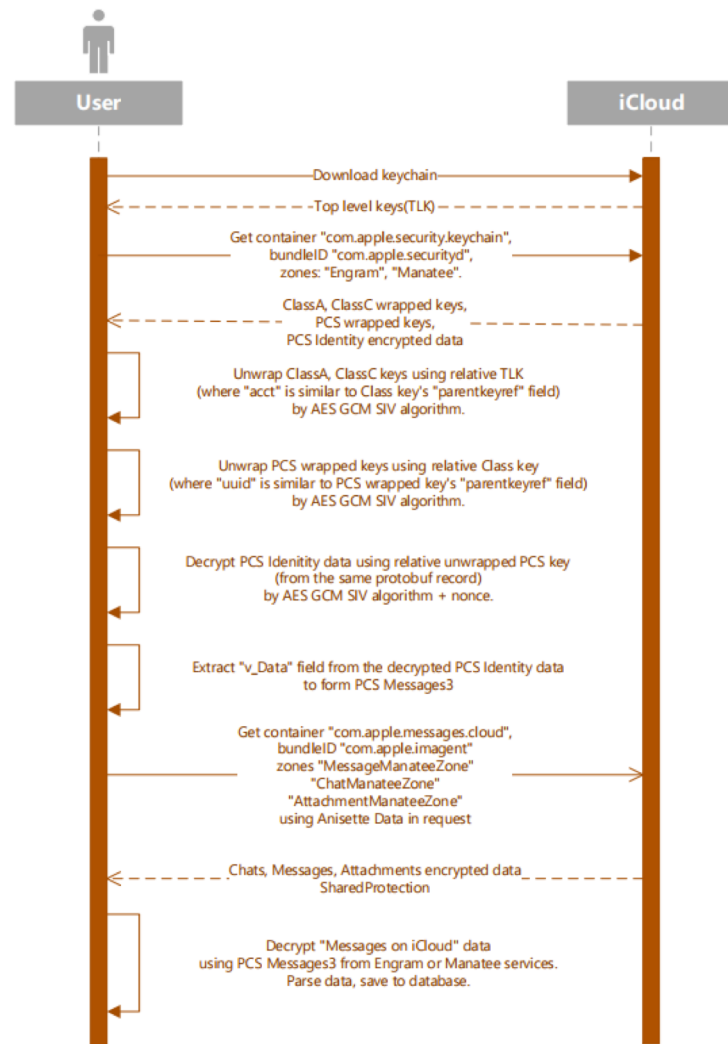 User
iCloud
Download keychain
Top level keys(TLK)
Get container "com.apple.security.keychain",
bundleID "com.apple.securityd",
zones: "Engram", "Manatee".
ClassA, ClassC wrapped keys,
PCS wrapped keys,
PCS Identity encrypted data
Unwrap ClassA, ClassC keys using relative TLK
(where "acct" is similar to Class key's "parentkeyref" field)
by AES GCM SIV algorithm.
Unwrap PCS wrapped keys using relative Class key
(where "uuid" is similar to PCS wrapped key's "parentkeyref" field)
by AES GCM SIV algorithm.
Decrypt PCS Idenitity data using relative unwrapped PCS key
(from the same protobuf record)
by AES GCM SIV algorithm + nonce.
Extract "v_Data" field from the decrypted PCS Identity data
to form PCS Messages3
Get container "com.apple.messages.cloud",
bundleID "com.apple.imagent"
zones "MessageManateeZone"
"ChatManateeZone"
"AttachmentManateeZone"
using Anisette Data in request
Chats, Messages, Attachments encrypted data
SharedProtection
Decrypt "Messages on iCloud" data
using PCS Messages3 from Engram or Manatee services.
Parse data, save to database.